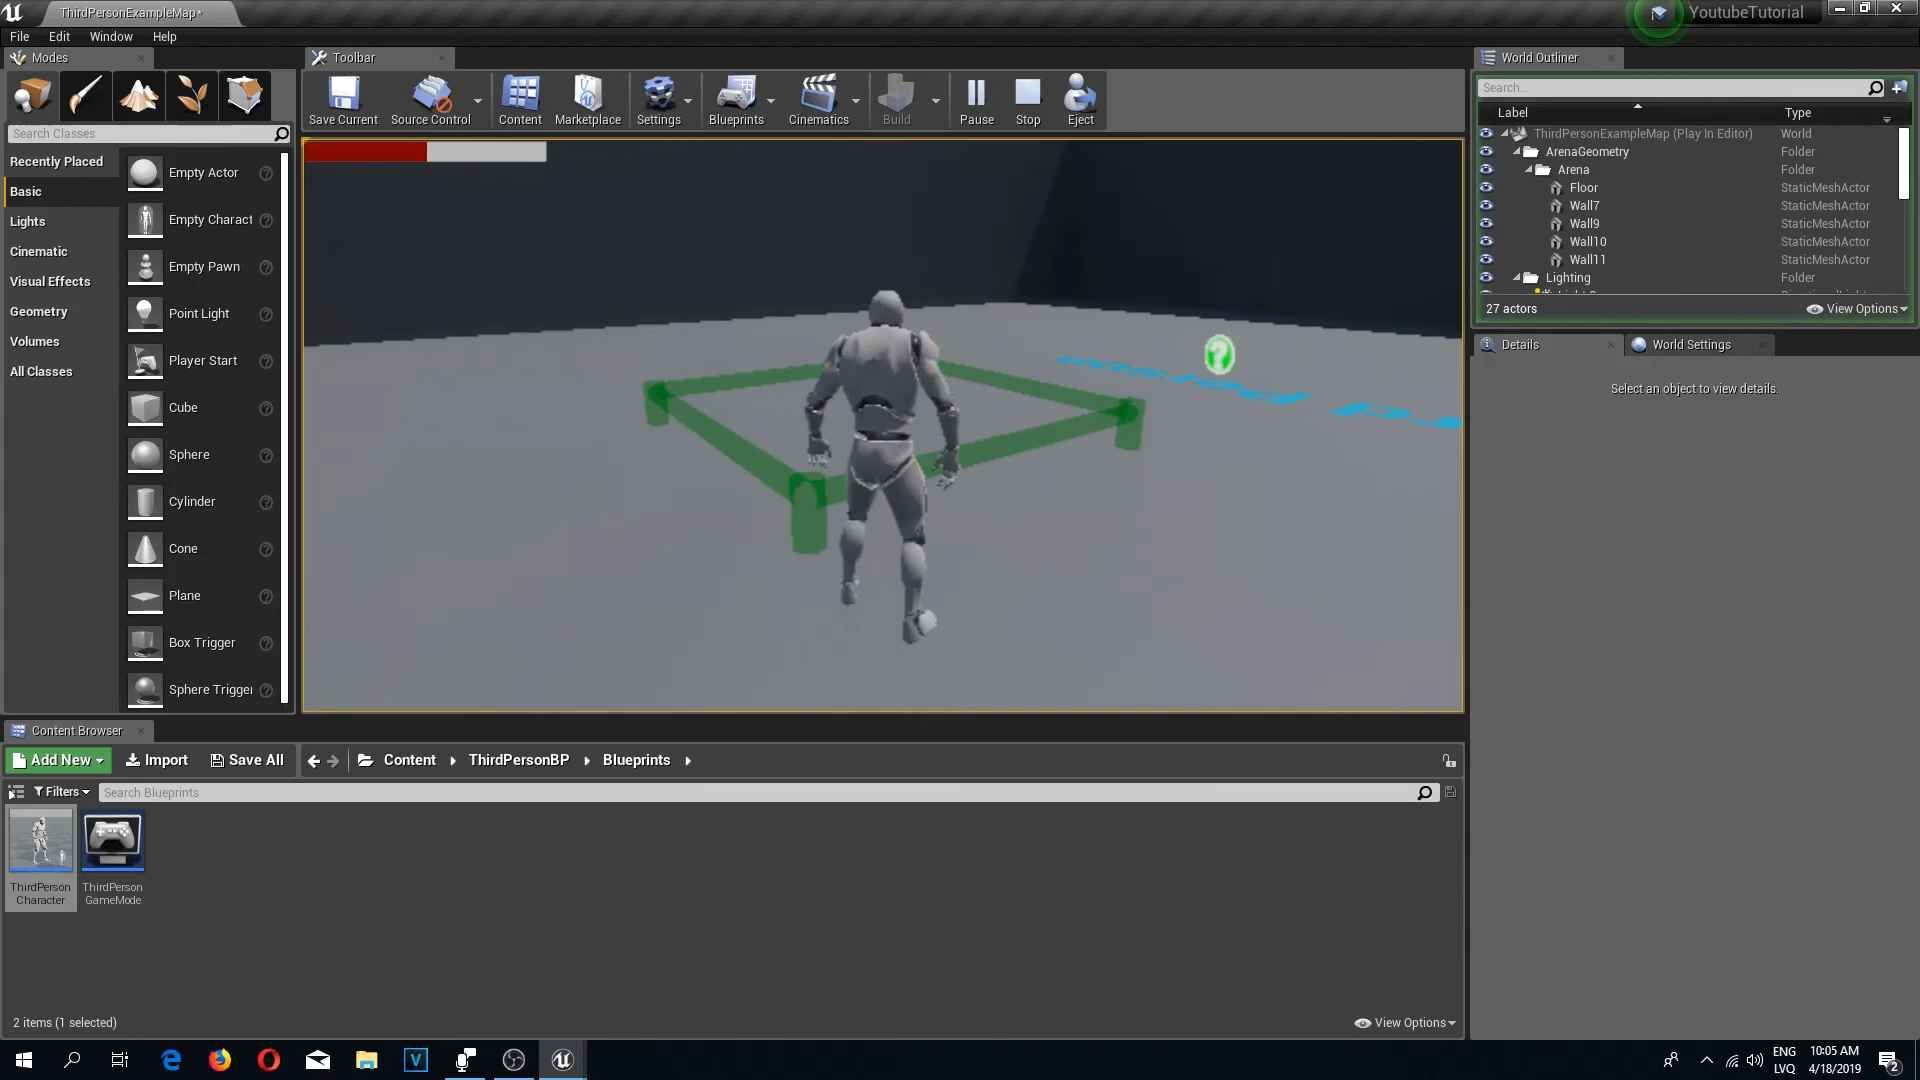 ThirdPersonExampleMap*
YoutubeTutorial
File Edit Window Help
Modes
Toolbar
World Outliner
Save Current
Source Control
Content
Marketplace
Settings
Blueprints
Cinematics
Build
Pause
Stop
Eject
Search Classes
Recently Placed
Basic
Lights
Cinematic
Visual Effects
Geometry
Volumes
All Classes
Empty Actor
Empty Charact
Empty Pawn
Point Light
Player Start
Cube
Sphere
Cylinder
Cone
Plane
Box Trigger
Sphere Trigger
Search...
Label Type
ThirdPersonExampleMap (Play In Editor) World
ArenaGeometry Folder
Arena Folder
Floor StaticMeshActor
Wall7 StaticMeshActor
Wall9 StaticMeshActor
Wall10 StaticMeshActor
Wall11 StaticMeshActor
Lighting Folder
27 actors View Options
Details World Settings
Select an object to view details.
Content Browser
Add New Import Save All Content ThirdPersonBP Blueprints
Filters Search Blueprints
ThirdPerson
Character
ThirdPerson
GameMode
2 items (1 selected) View Options
ENG
LVQ
10:05 AM
4/18/2019
2